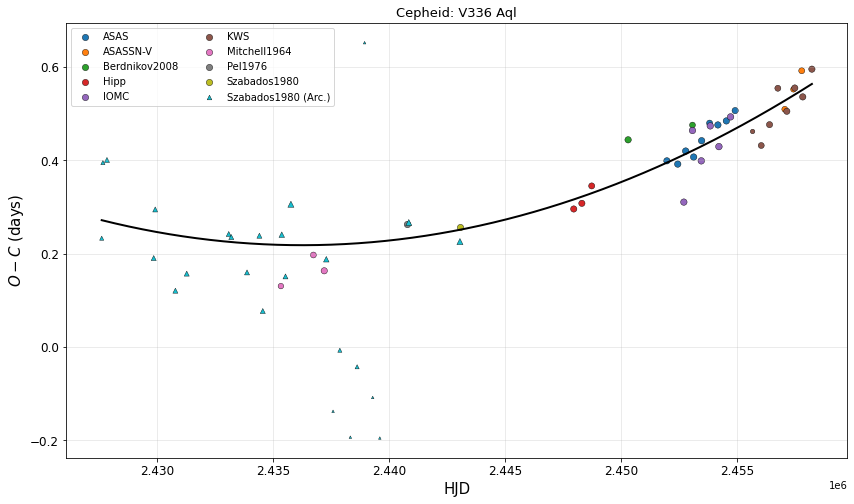 Cepheid: V336 Aql
ASAS
ASASSN-V
Berdnikov2008
Hipp
IOMC
KWS
Mitchell1964
Pel1976
Szabados1980
Szabados1980 (Arc.)
0.6
0.4
0.2
0.0
−0.2
O − C (days)
2.430 2.435 2.440 2.445 2.450 2.455
1e6
HJD